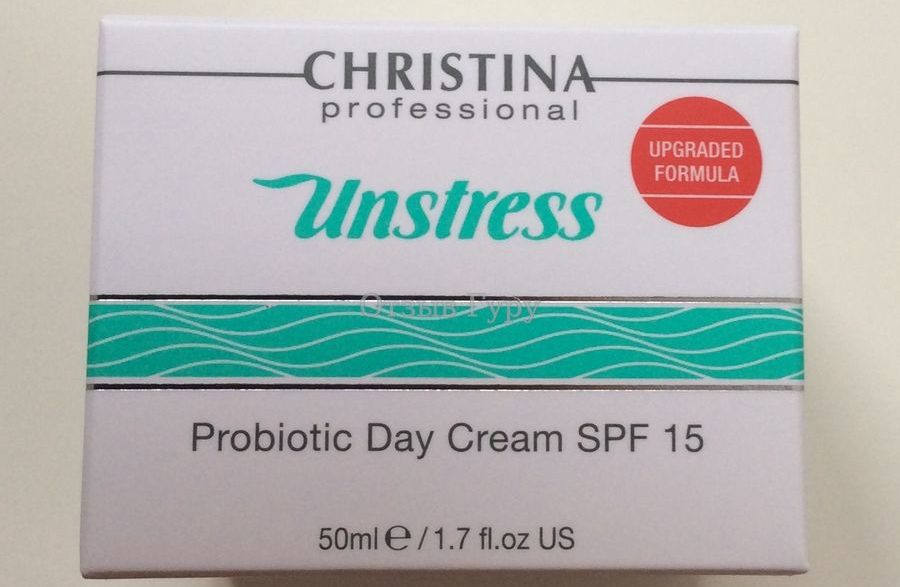 CHRISTINA
professional
UPGRADED
FORMULA
Unstress
Отзыв Гуру
Probiotic Day Cream SPF 15
50ml ℮ / 1.7 fl.oz US